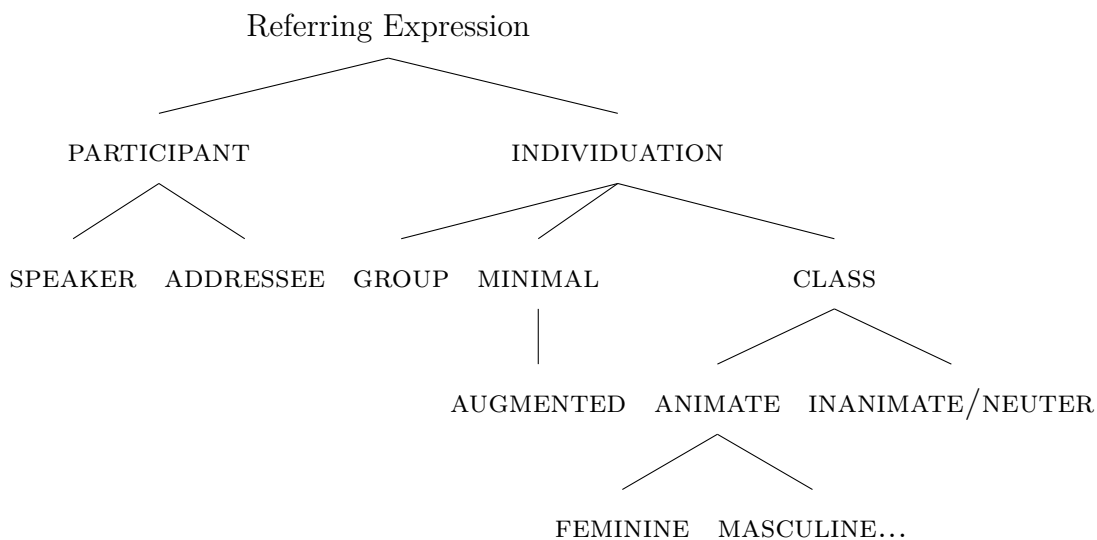 Referring Expression
PARTICIPANT INDIVIDUATION
SPEAKER ADDRESSEE GROUP MINIMAL CLASS
AUGMENTED ANIMATE INANIMATE/NEUTER
FEMININE MASCULINE...